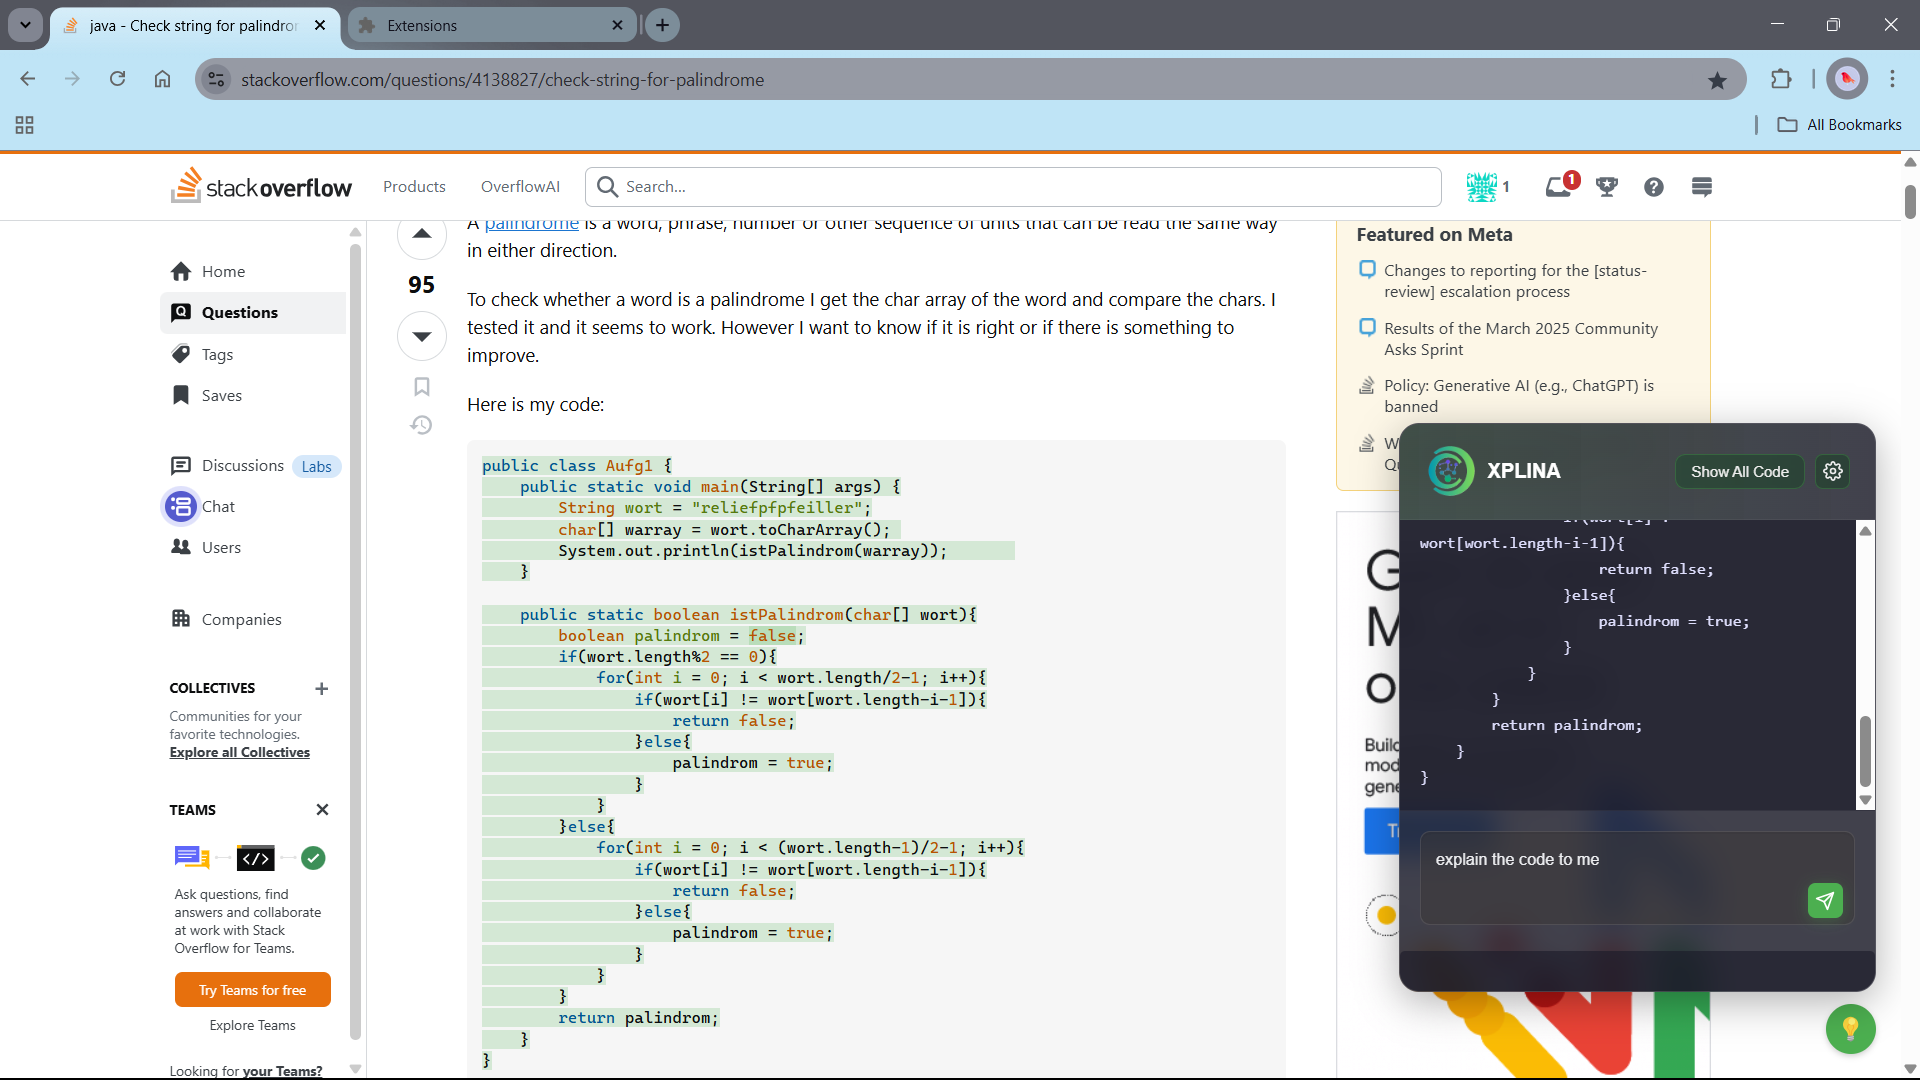 java - Check string for palindro
Extensions
stackoverflow.com/questions/4138827/check-string-for-palindrome
All Bookmarks
stackoverflow
Products
OverflowAI
Search...
1
1
Home
Questions
Tags
Saves
Discussions
Labs
Chat
Users
Companies
COLLECTIVES
Communities for your
favorite technologies.
Explore all Collectives
TEAMS
</>
Ask questions, find
answers and collaborate
at work with Stack
Overflow for Teams.
Try Teams for free
Explore Teams
Looking for your Teams?
95
A palindrome is a word, phrase, number or other sequence of units that can be read the same way
in either direction.
To check whether a word is a palindrome I get the char array of the word and compare the chars. I
tested it and it seems to work. However I want to know if it is right or if there is something to
improve.
Here is my code:
public class Aufg1 {
    public static void main(String[] args) {
        String wort = "reliefpfpfeiller";
        char[] warray = wort.toCharArray();
        System.out.println(istPalindrom(warray));
    }
    public static boolean istPalindrom(char[] wort){
        boolean palindrom = false;
        if(wort.length%2 == 0){
            for(int i = 0; i < wort.length/2-1; i++){
                if(wort[i] != wort[wort.length-i-1]){
                    return false;
                }else{
                    palindrom = true;
                }
            }
        }else{
            for(int i = 0; i < (wort.length-1)/2-1; i++){
                if(wort[i] != wort[wort.length-i-1]){
                    return false;
                }else{
                    palindrom = true;
                }
            }
        }
        return palindrom;
    }
}
Featured on Meta
Changes to reporting for the [status-
review] escalation process
Results of the March 2025 Community
Asks Sprint
Policy: Generative AI (e.g., ChatGPT) is
banned
XPLINA
Show All Code
wort[wort.length-i-1]){
return false;
}else{
palindrom = true;
}
}
}
return palindrom;
}
}
explain the code to me